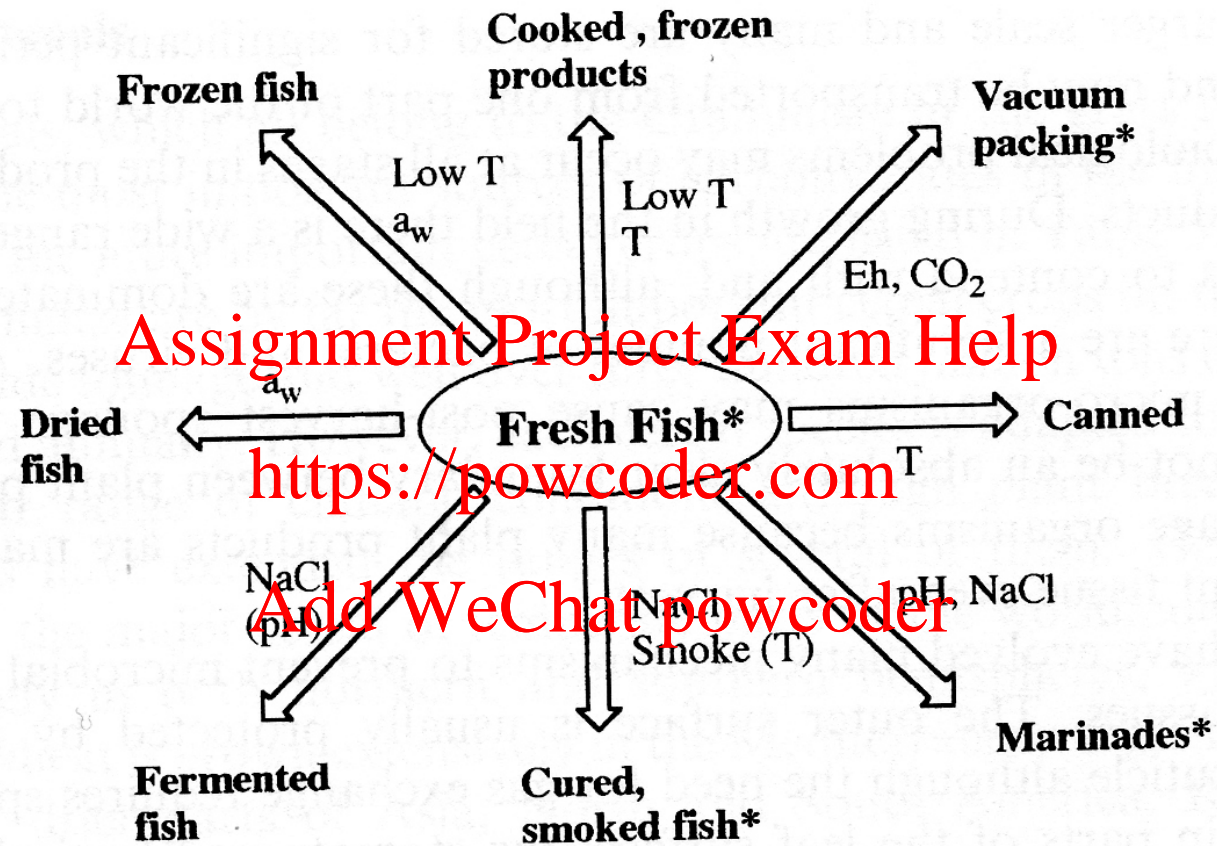 Cooked , frozen
products
Frozen fish
Vacuum
packing*
Low T
a_w
Low T
T
Eh, CO₂
Assignment Project Exam Help
a_w
Dried
fish
Fresh Fish*
Canned
T
https://powcoder.com
NaCl
(pH)
NaCl
Smoke (T)
pH, NaCl
Add WeChat powcoder
Marinades*
Fermented
fish
Cured,
smoked fish*